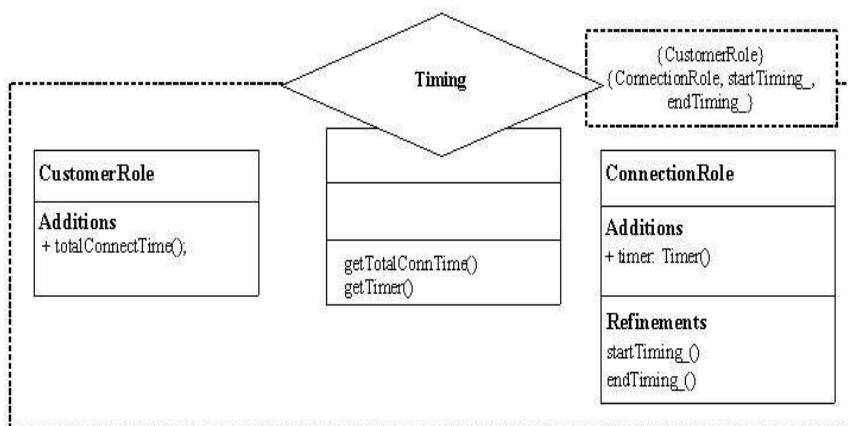 Timing
{CustomerRole}
{ConnectionRole, startTiming_,
endTiming_}
CustomerRole
Additions
+ totalConnectTime();
getTotalConnTime()
getTimer()
ConnectionRole
Additions
+ timer: Timer()
Refinements
startTiming_()
endTiming_()